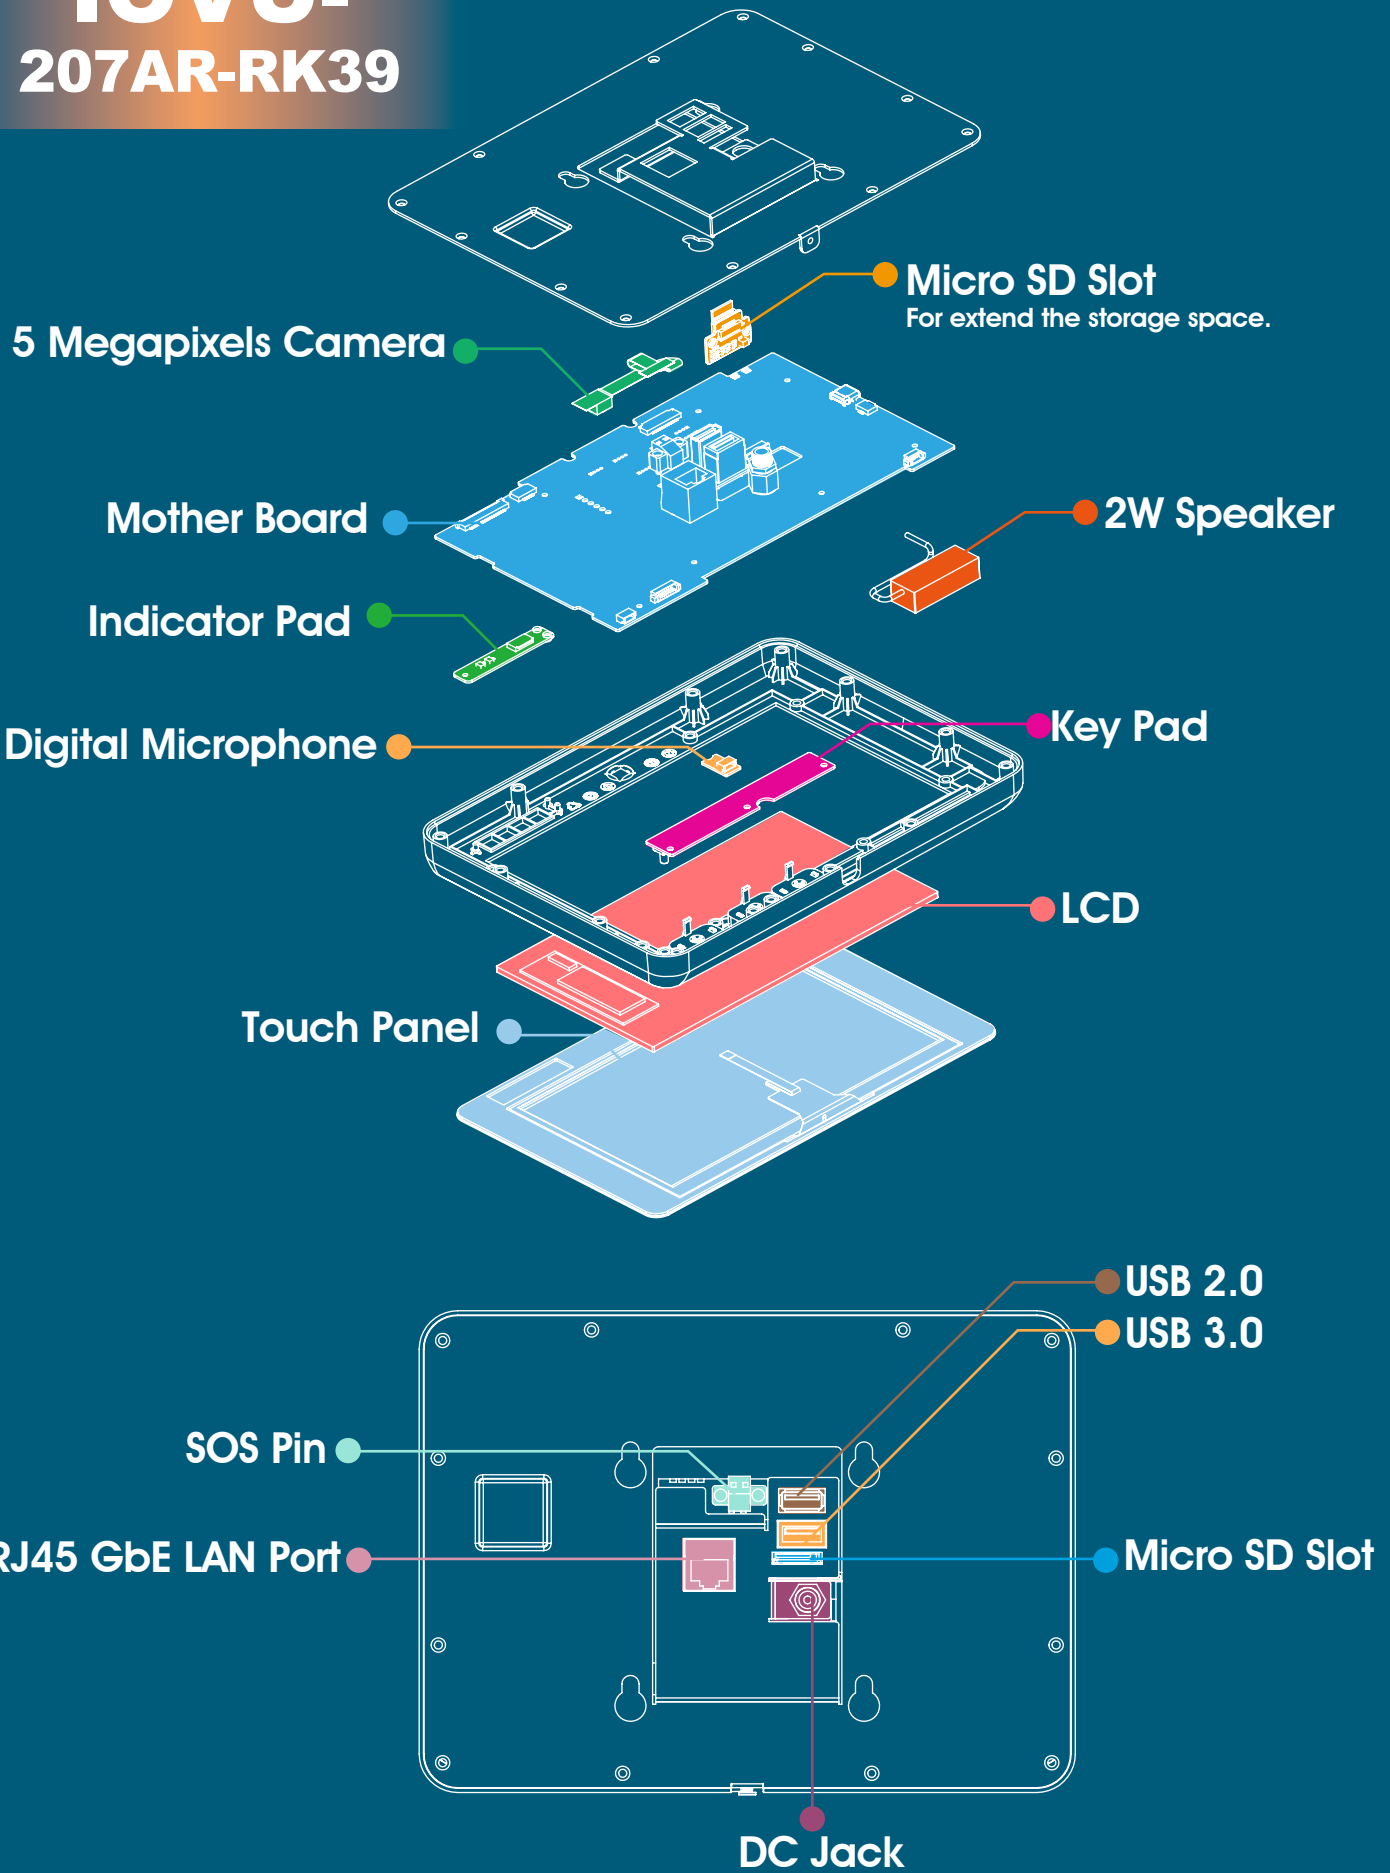 207AR-RK39
Micro SD Slot
For extend the storage space.
5 Megapixels Camera
Mother Board
2W Speaker
Indicator Pad
Digital Microphone
Key Pad
LCD
Touch Panel
USB 2.0
USB 3.0
SOS Pin
RJ45 GbE LAN Port
Micro SD Slot
DC Jack